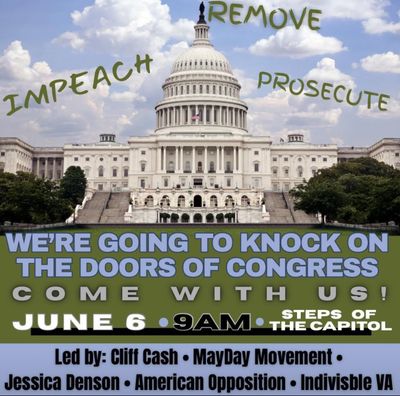 REMOVE
IMPEACH
PROSECUTE
WE'RE GOING TO KNOCK ON
THE DOORS OF CONGRESS
COME WITH US!
JUNE 6 • 9AM • STEPS OF
THE CAPITOL
Led by: Cliff Cash • MayDay Movement •
Jessica Denson • American Opposition • Indivisble VA